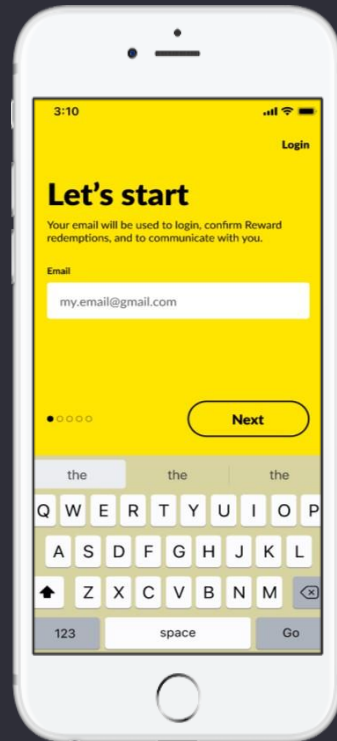 3:10
Login
Let's start
Your email will be used to login, confirm Reward
redemptions, and to communicate with you.
Email
my.email@gmail.com
Next
the the the
Q W E R T Y U I O P
A S D F G H J K L
Z X C V B N M
123 space Go